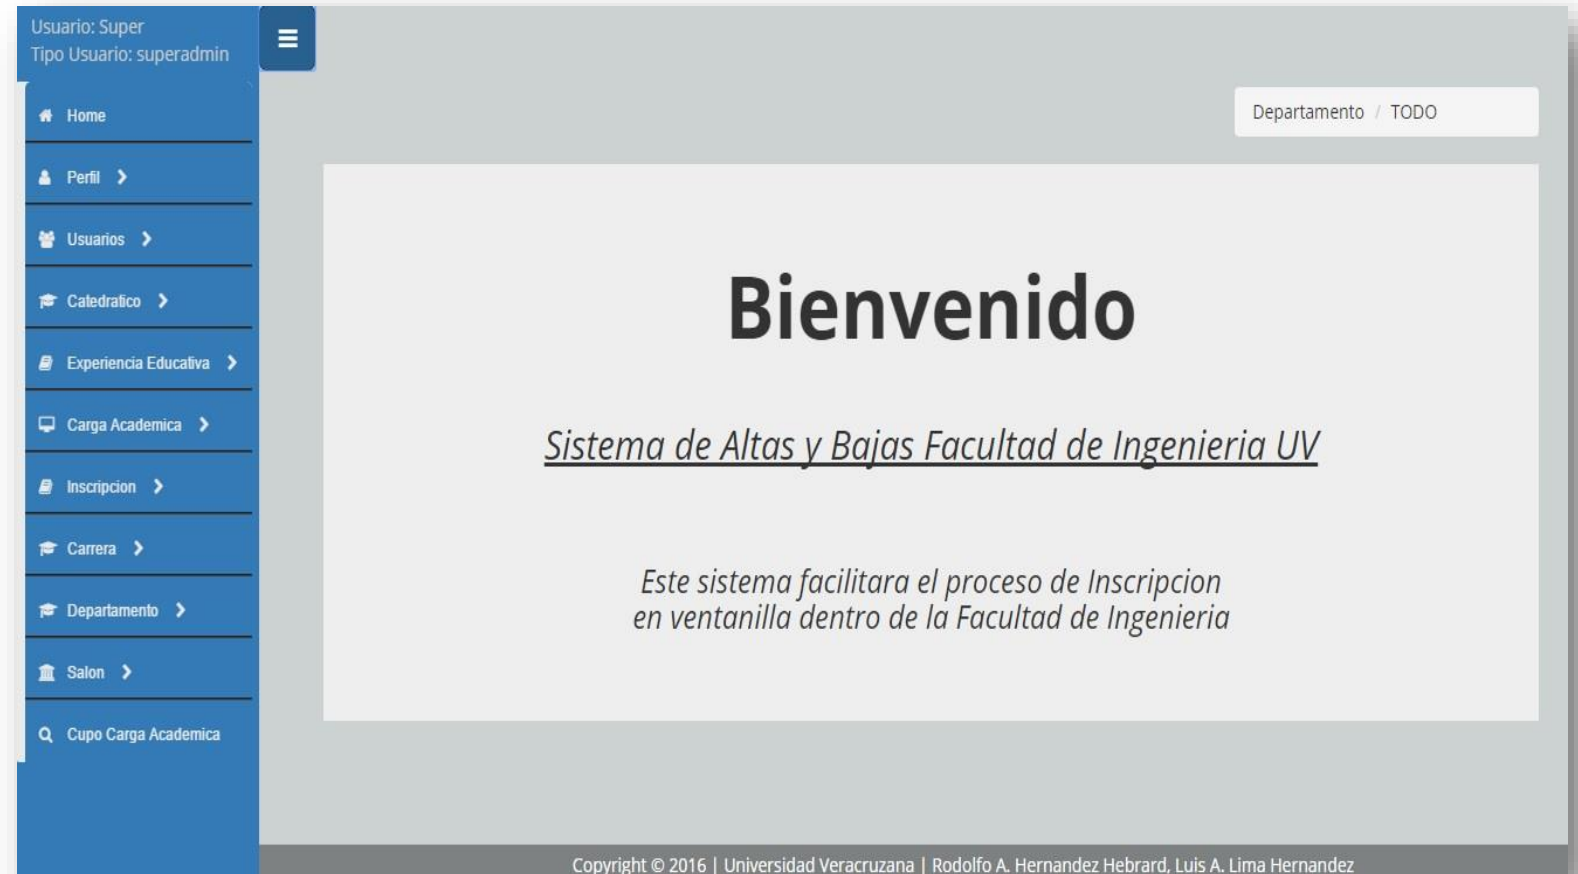 Usuario: Super
Tipo Usuario: superadmin
Home
Perfil
Usuarios
Catedratico
Experiencia Educativa
Carga Academica
Inscripcion
Carrera
Departamento
Salon
Cupo Carga Academica
Departamento / TODO
Bienvenido
Sistema de Altas y Bajas Facultad de Ingenieria UV
Este sistema facilitara el proceso de Inscripcion
en ventanilla dentro de la Facultad de Ingenieria
Copyright © 2016 | Universidad Veracruzana | Rodolfo A. Hernandez Hebrard, Luis A. Lima Hernandez